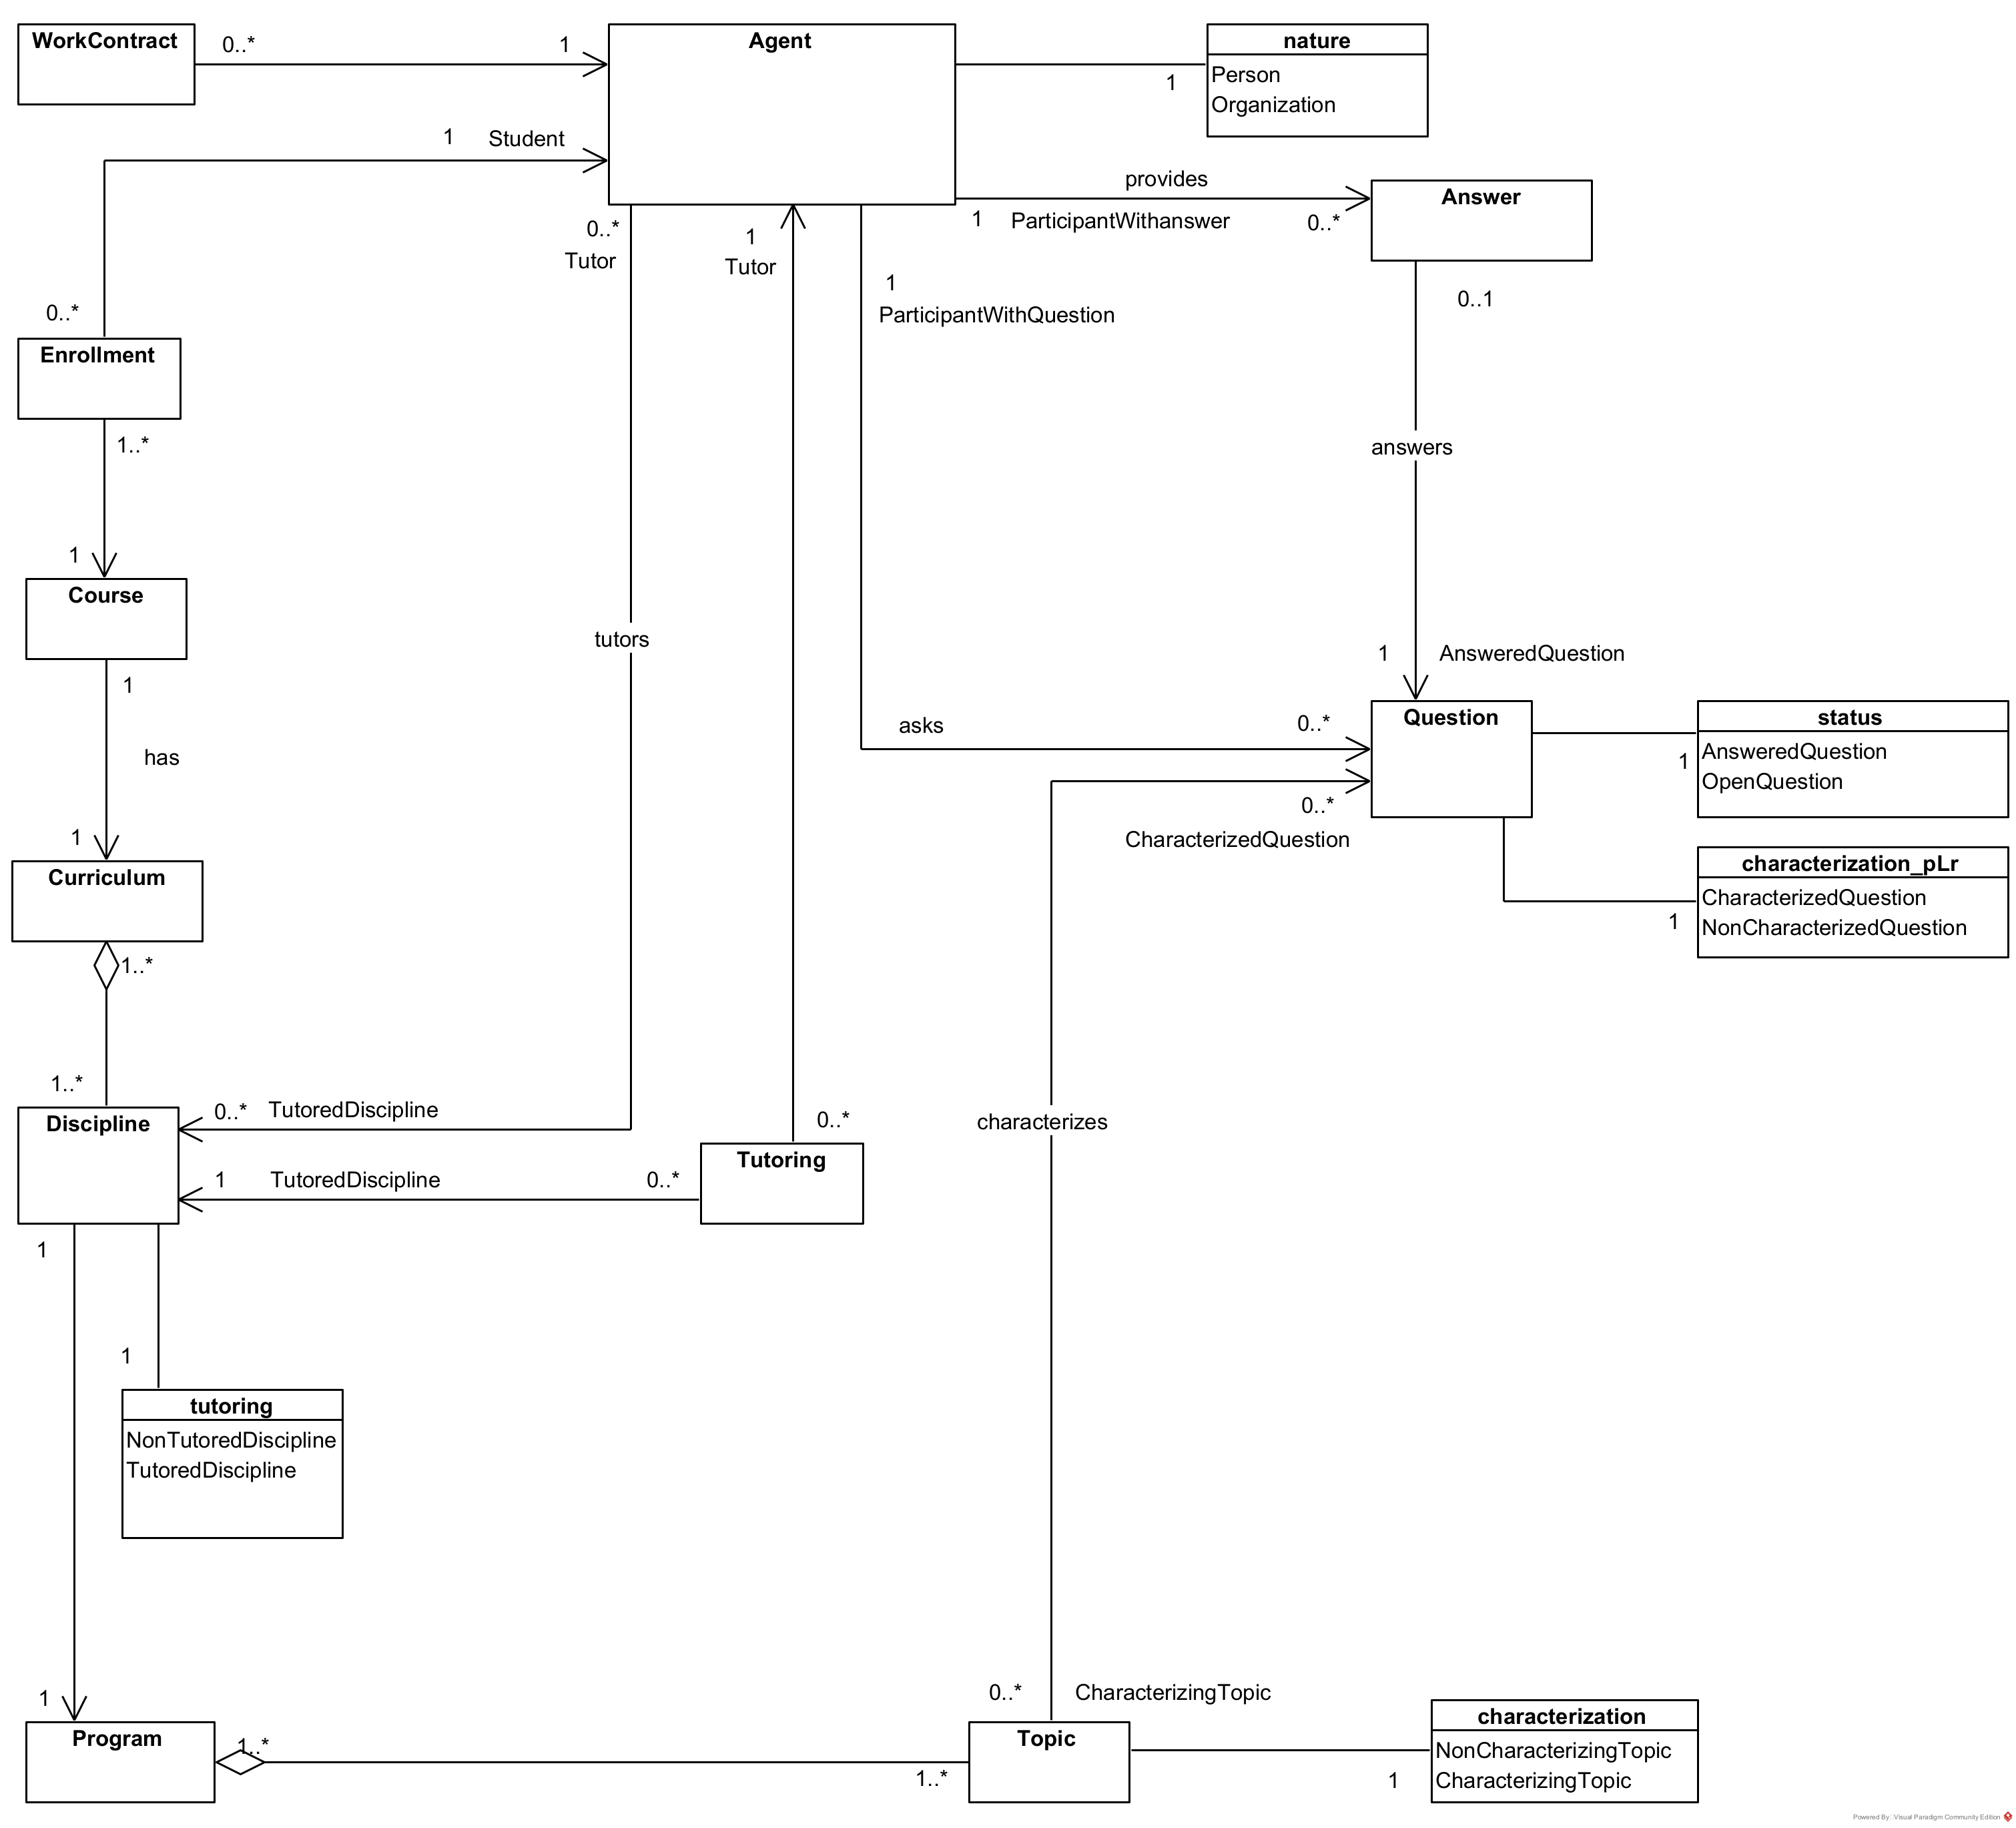 WorkContract
0..*
1
Agent
nature
Person
Organization
1
1
Student
provides
1
ParticipantWithanswer
0..*
Answer
0..*
Tutor
1
Tutor
1
ParticipantWithQuestion
0..1
0..*
Enrollment
1..*
answers
1
Course
tutors
1
AnsweredQuestion
1
has
asks
0..*
Question
status
AnsweredQuestion
OpenQuestion
1
0..*
CharacterizedQuestion
1
Curriculum
characterization_pLr
CharacterizedQuestion
NonCharacterizedQuestion
1
1..*
1..*
Discipline
0..*
TutoredDiscipline
0..*
characterizes
Tutoring
1
TutoredDiscipline
0..*
1
1
tutoring
NonTutoredDiscipline
TutoredDiscipline
1
Program
1..*
0..*
CharacterizingTopic
Topic
1..*
characterization
NonCharacterizingTopic
CharacterizingTopic
1
Powered By: Visual Paradigm Community Edition